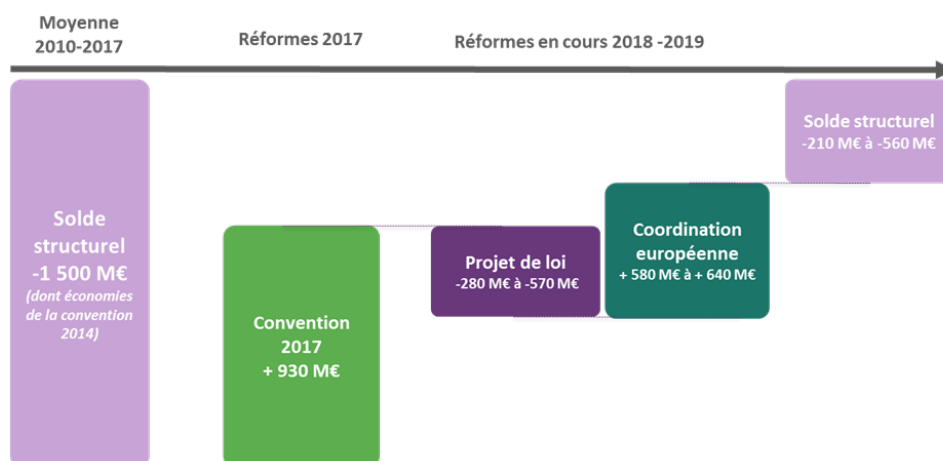 Moyenne
2010-2017
Réformes 2017
Réformes en cours 2018 -2019
Solde
structurel
-1 500 M€
(dont économies
de la convention
2014)
Convention
2017
+ 930 M€
Projet de loi
-280 M€ à -570 M€
Coordination
européenne
+ 580 M€ à + 640 M€
Solde structurel
-210 M€ à -560 M€